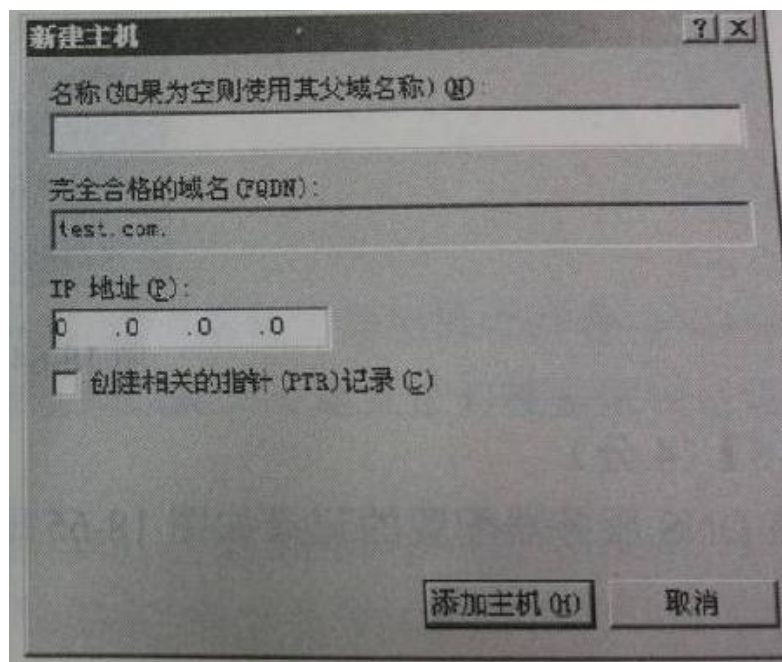 新建主机
名称(如果为空则使用其父域名称)(N):
完全合格的域名(FQDN):
test.com.
IP 地址(P):
0 .0 .0 .0
创建相关的指针(PTR)记录(C)
添加主机(H) 取消